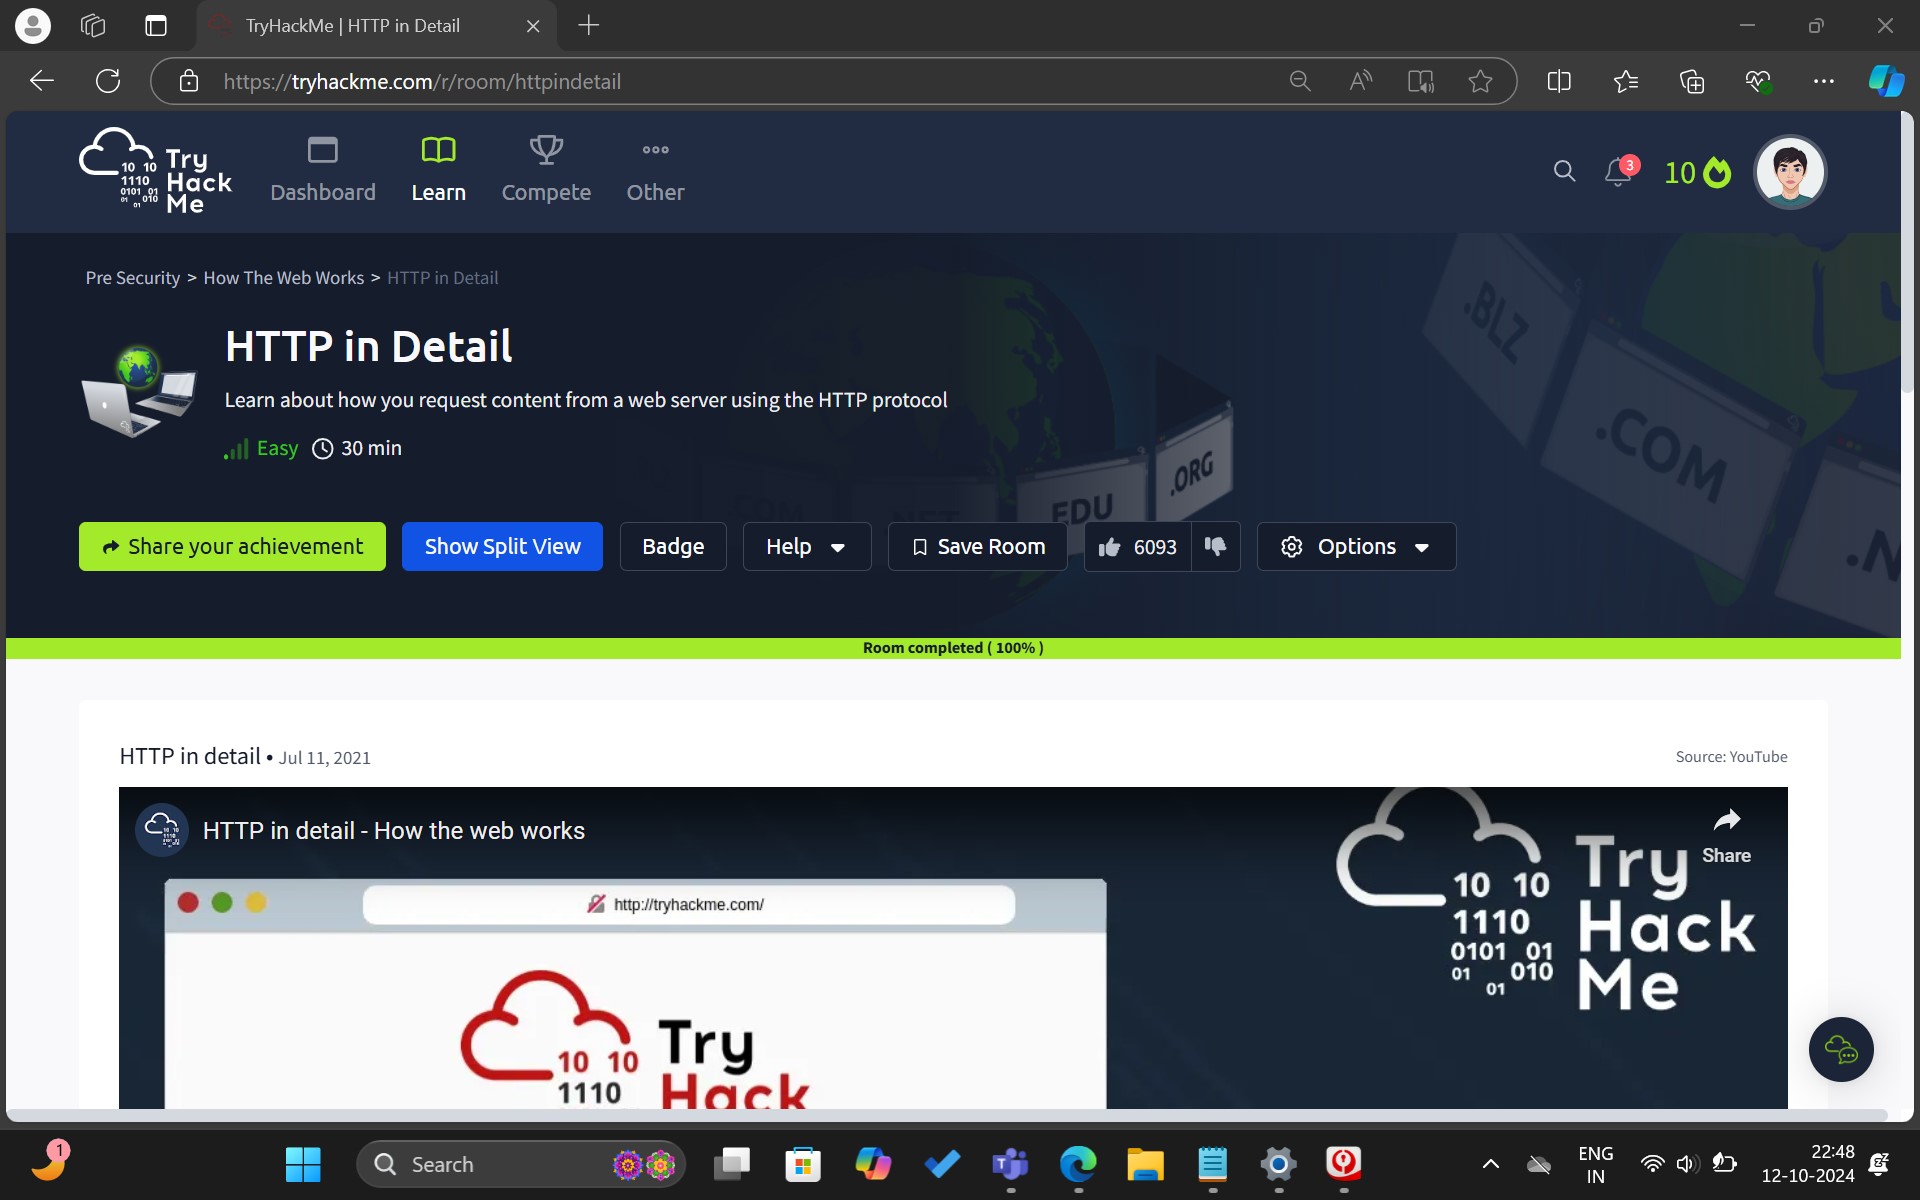 TryHackMe | HTTP in Detail
https://tryhackme.com/r/room/httpindetail
10 10
1110
0101 01
01 010
01
Try
Hack
Me
Dashboard
Learn
Compete
Other
3
10
Pre Security > How The Web Works > HTTP in Detail
HTTP in Detail
Learn about how you request content from a web server using the HTTP protocol
Easy
30 min
.BLZ
.COM
.ORG
EDU
.NET
.COM
.N
Share your achievement
Show Split View
Badge
Help
Save Room
6093
Options
Room completed ( 100% )
HTTP in detail • Jul 11, 2021
Source: YouTube
HTTP in detail - How the web works
Share
10 10
1110
0101 01
01 010
01
Try
Hack
Me
http://tryhackme.com/
10 10
1110
Try
Hack
1
Search
ENG
IN
22:48
12-10-2024